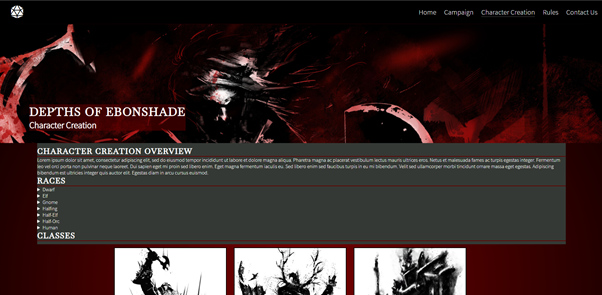 Home Campaign Character Creation Rules Contact Us
DEPTHS OF EBONSHADE
Character Creation
CHARACTER CREATION OVERVIEW
Lorem ipsum dolor sit amet, consectetur adipiscing elit, sed do eiusmod tempor incididunt ut labore et dolore magna aliqua. Pharetra magna ac placerat vestibulum lectus mauris ultrices eros. Netus et malesuada fames ac turpis egestas integer. Fermentum
leo vel orci porta non pulvinar neque laoreet. Dui sapien eget mi proin sed libero enim. Eget magna fermentum iaculis eu. Sed libero enim sed faucibus turpis in eu mi bibendum. Velit sed ullamcorper morbi tincidunt ornare massa eget egestas. Adipiscing
bibendum est ultricies integer quis auctor elit. Egestas diam in arcu cursus euismod.
RACES
Dwarf
Elf
Gnome
Halfling
Half-Elf
Half-Orc
Human
CLASSES